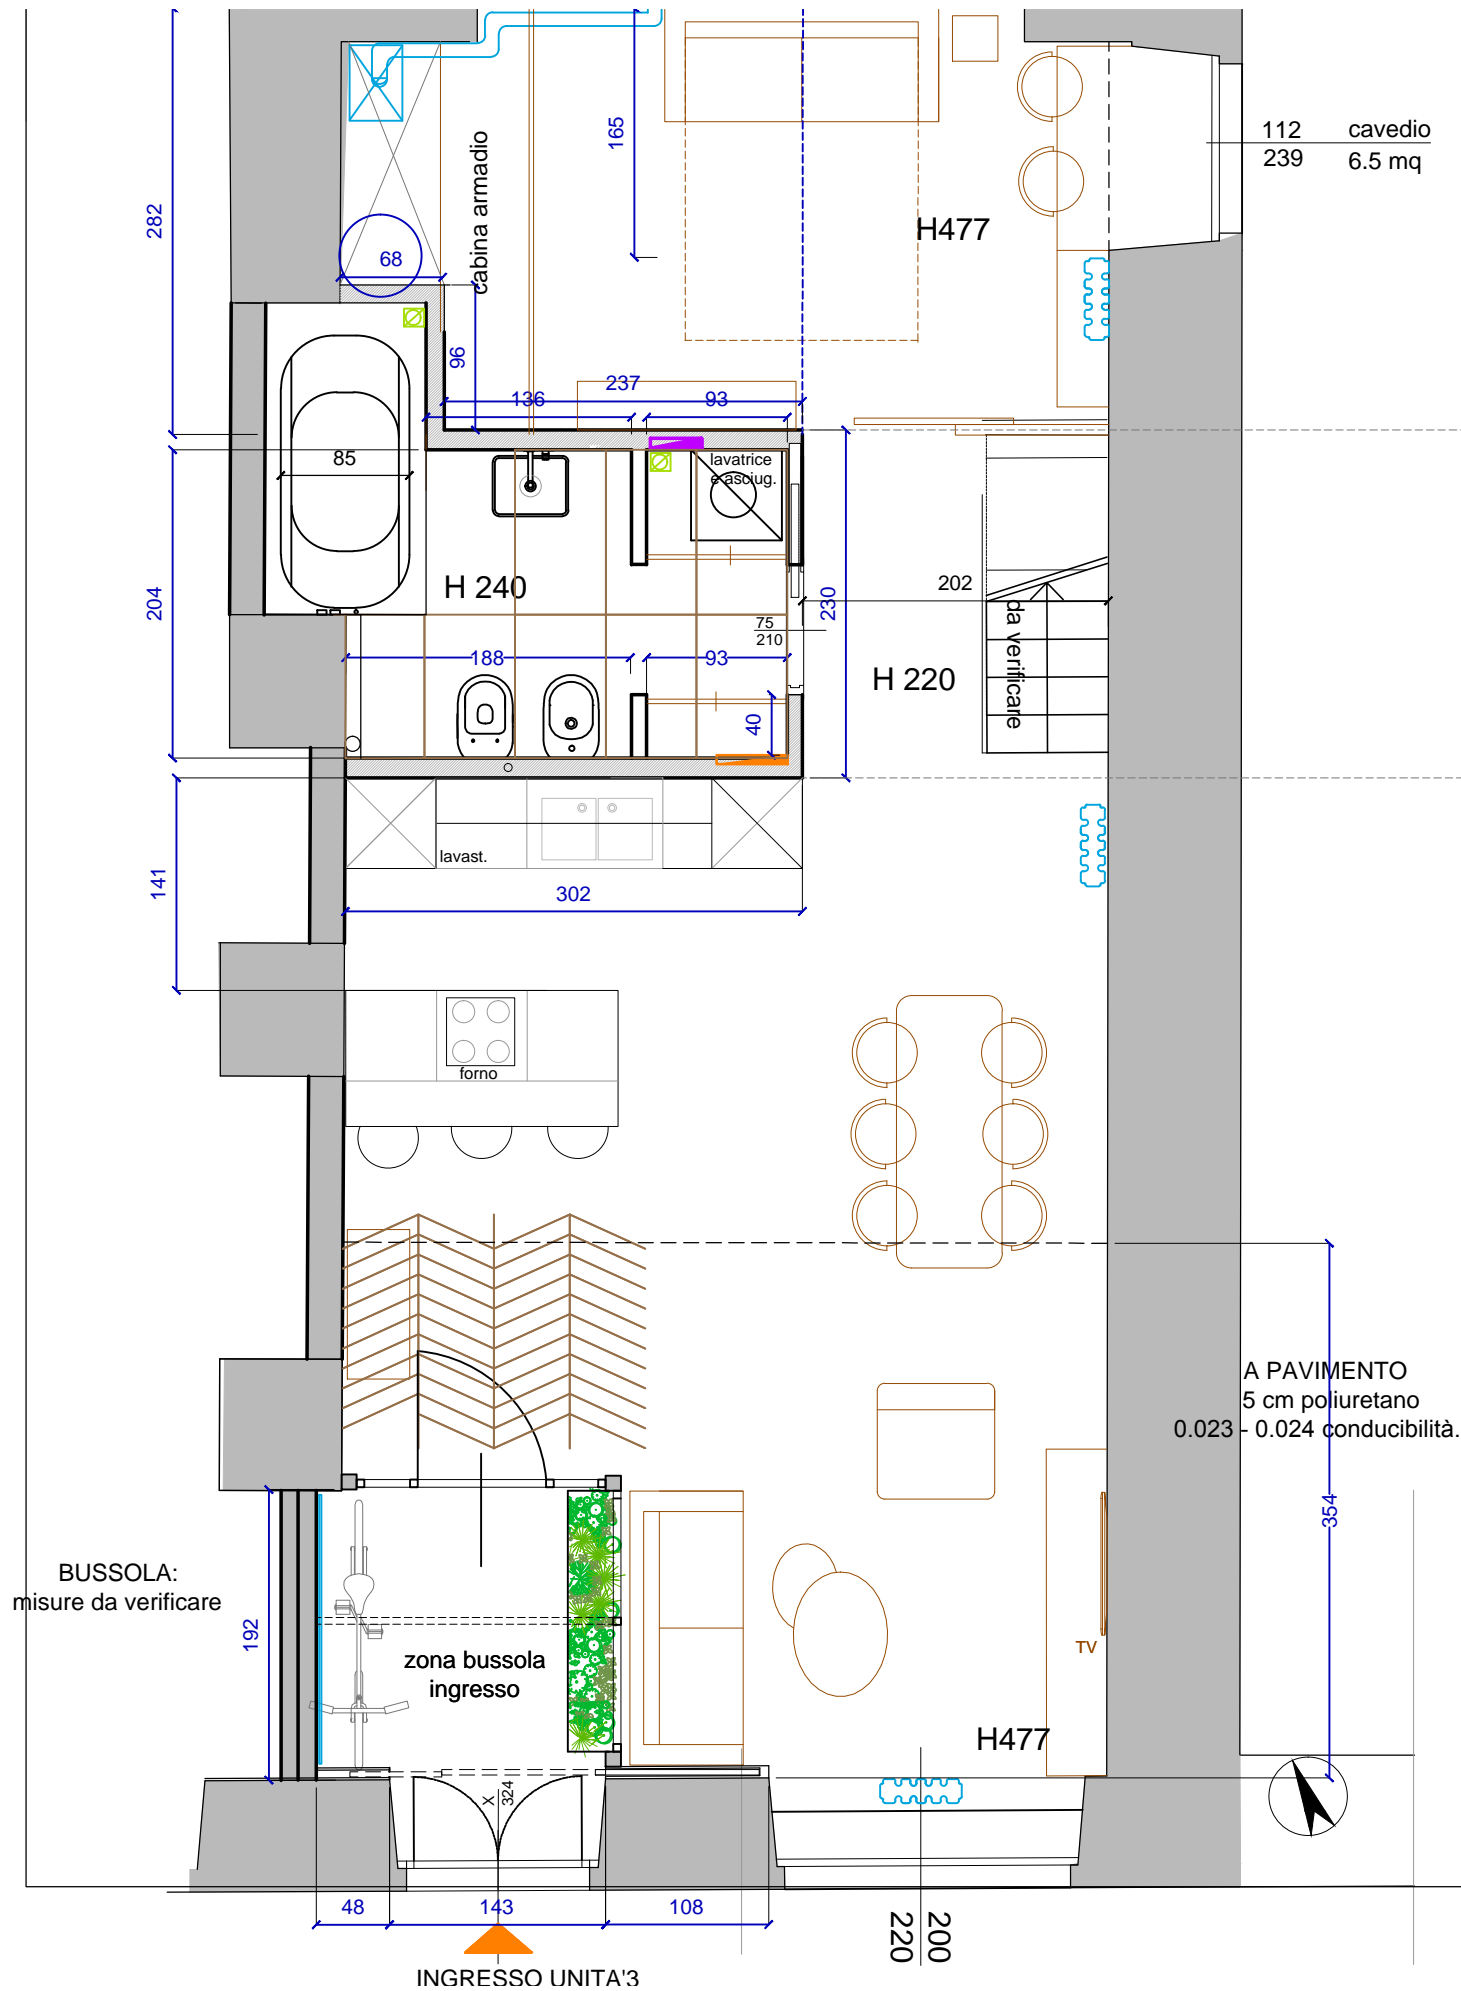 165
112
cavedio
239
6.5 mq
282
cabina armadio
H477
68
96
237
136
93
85
lavatrice
e asciug.
H 240
202
204
230
75
210
da verificare
188
93
H 220
40
141
lavast.
302
forno
A PAVIMENTO
5 cm poliuretano
0.023 - 0.024 conducibilità.
354
BUSSOLA:
misure da verificare
192
zona bussola
ingresso
TV
H477
X
324
48
143
108
200
220
INGRESSO UNITA'3